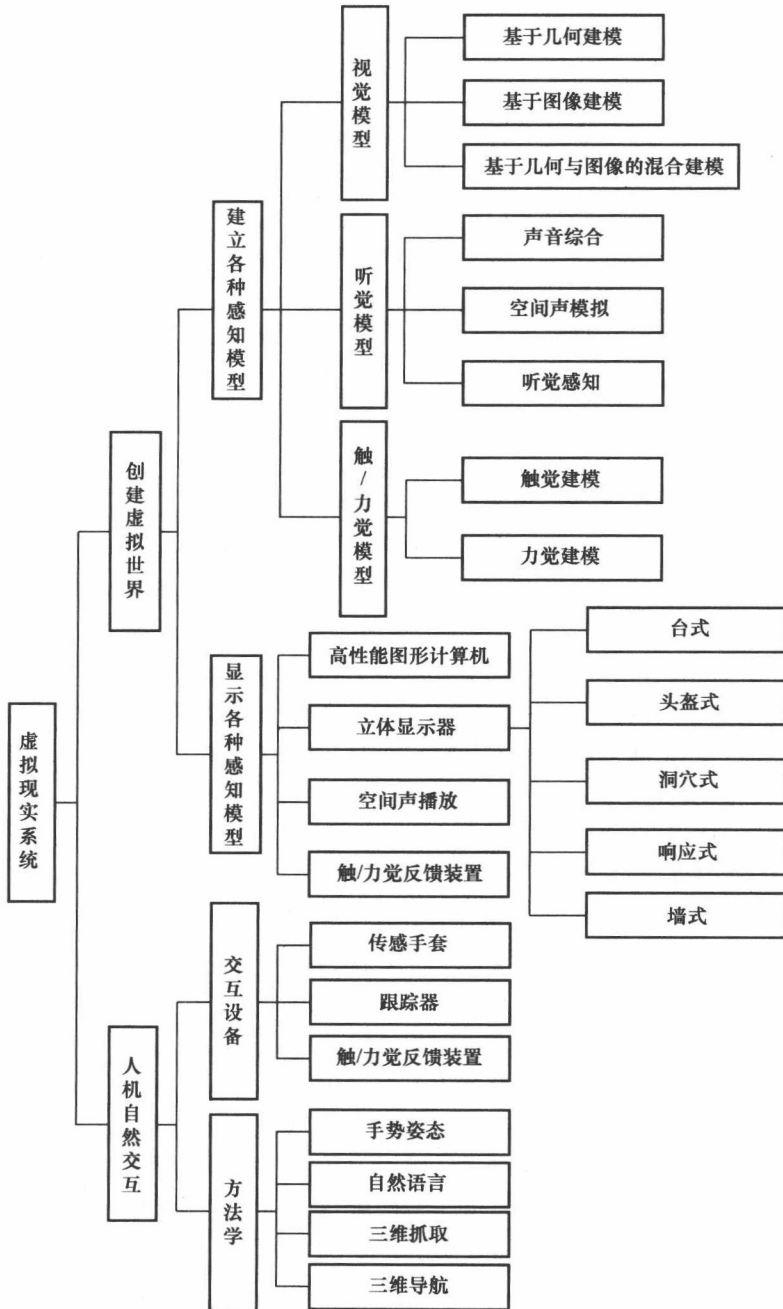 虚拟现实系统
创建虚拟世界
建立各种感知模型
视觉模型
基于几何建模
基于图像建模
基于几何与图像的混合建模
听觉模型
声音综合
空间声模拟
听觉感知
触/力觉模型
触觉建模
力觉建模
显示各种感知模型
高性能图形计算机
立体显示器
台式
头盔式
洞穴式
响应式
墙式
空间声播放
触/力觉反馈装置
人机自然交互
交互设备
传感手套
跟踪器
触/力觉反馈装置
方法学
手势姿态
自然语言
三维抓取
三维导航